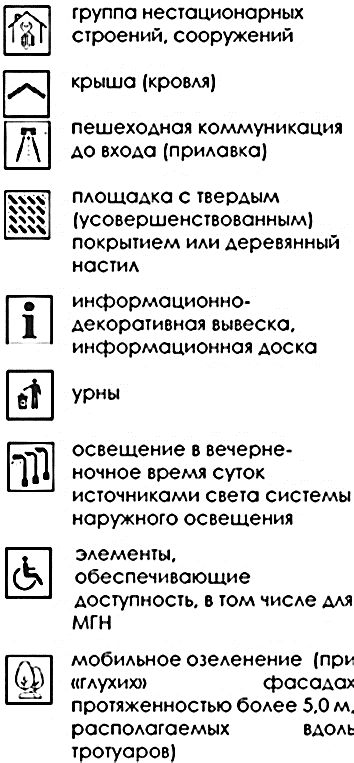 группа нестационарных
строений, сооружений
крыша (кровля)
пешеходная коммуникация
до входа (прилавка)
площадка с твердым
(усовершенствованным)
покрытием или деревянный
настил
информационно-
декоративная вывеска,
информационная доска
урны
освещение в вечерне-
ночное время суток
источниками света системы
наружного освещения
элементы,
обеспечивающие
доступность, в том числе для
МГН
мобильное озеленение (при
«глухих» фасадах
протяженностью более 5,0 м,
располагаемых вдоль
тротуаров)